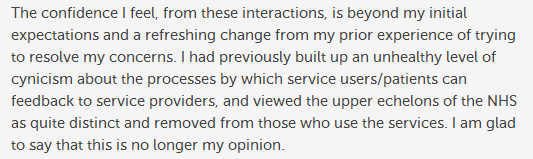 The confidence I feel, from these interactions, is beyond my initial
expectations and a refreshing change from my prior experience of trying
to resolve my concerns. I had previously built up an unhealthy level of
cynicism about the processes by which service users/patients can
feedback to service providers, and viewed the upper echelons of the NHS
as quite distinct and removed from those who use the services. I am glad
to say that this is no longer my opinion.